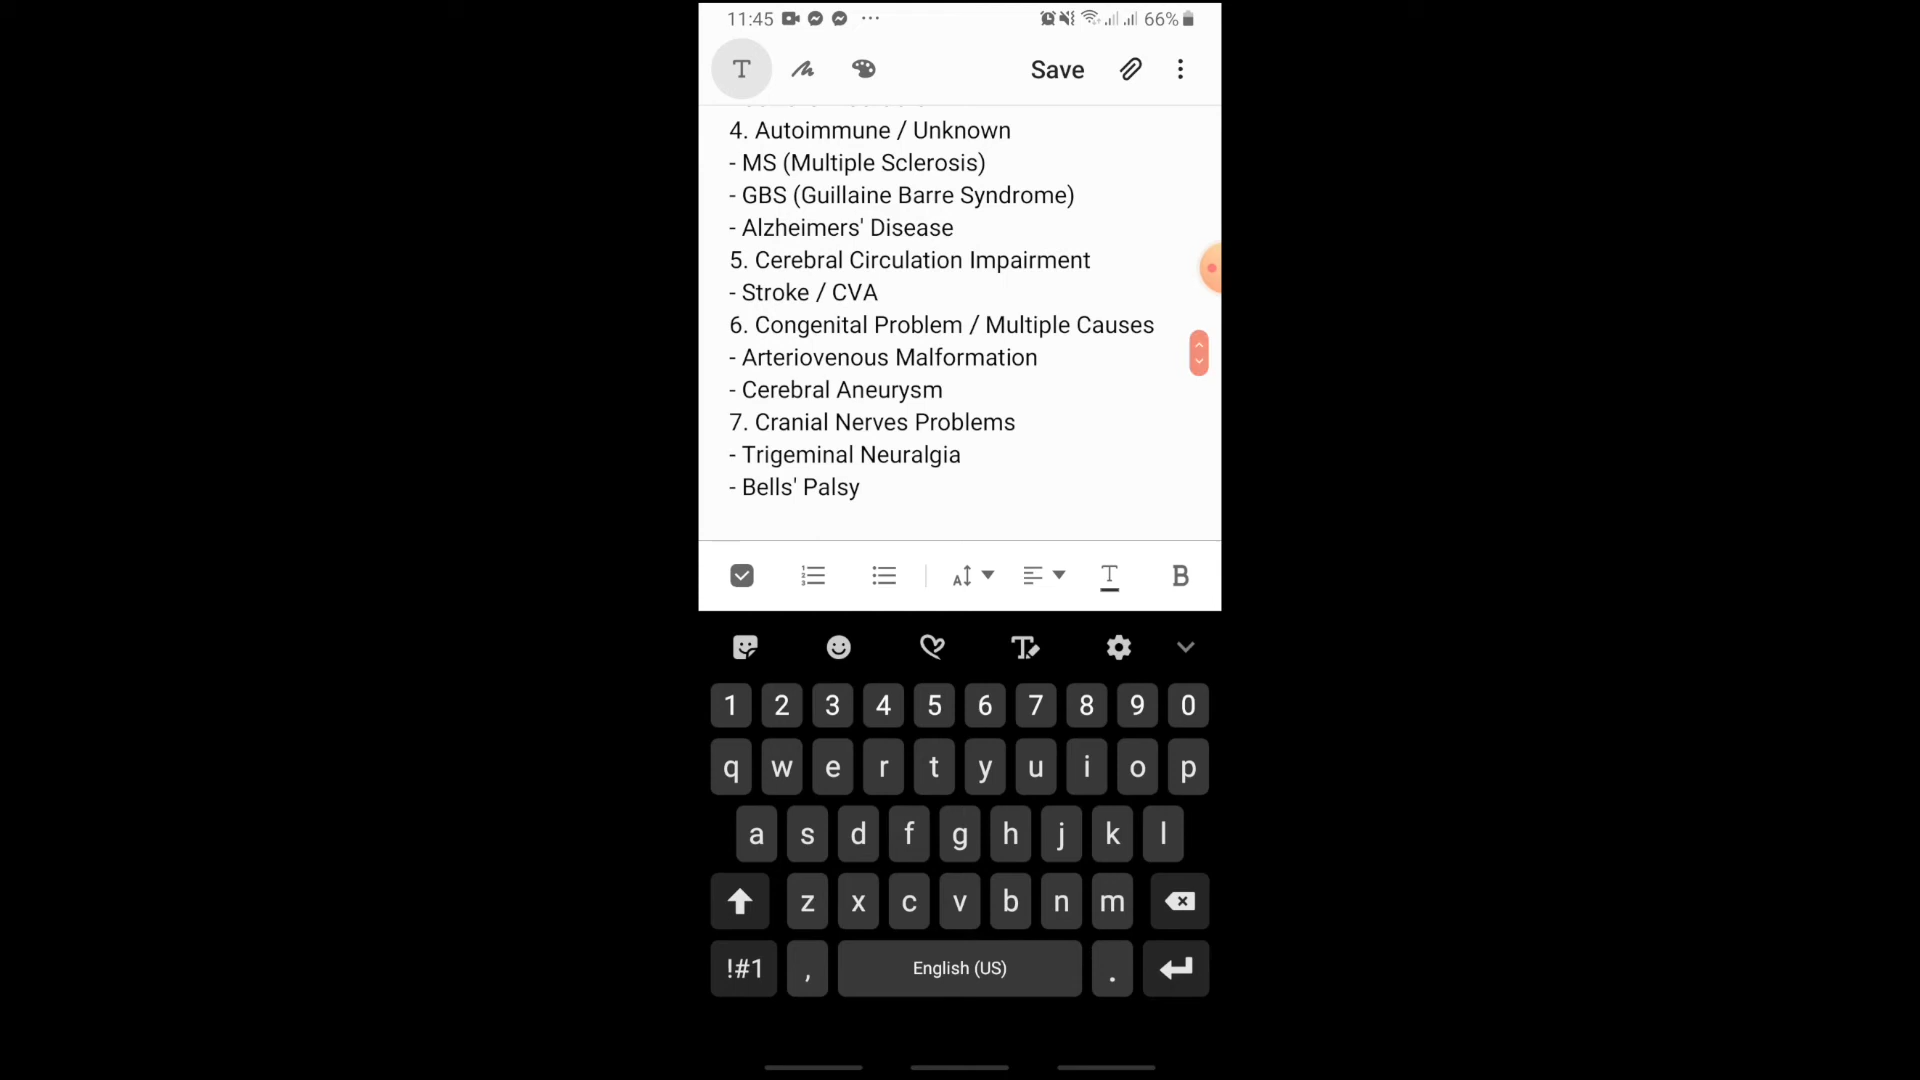 11:45 66%
T Save
4. Autoimmune / Unknown
- MS (Multiple Sclerosis)
- GBS (Guillaine Barre Syndrome)
- Alzheimers' Disease
5. Cerebral Circulation Impairment
- Stroke / CVA
6. Congenital Problem / Multiple Causes
- Arteriovenous Malformation
- Cerebral Aneurysm
7. Cranial Nerves Problems
- Trigeminal Neuralgia
- Bells' Palsy
A T B
T
1 2 3 4 5 6 7 8 9 0
q w e r t y u i o p
a s d f g h j k l
z x c v b n m
!#1 , English (US) .